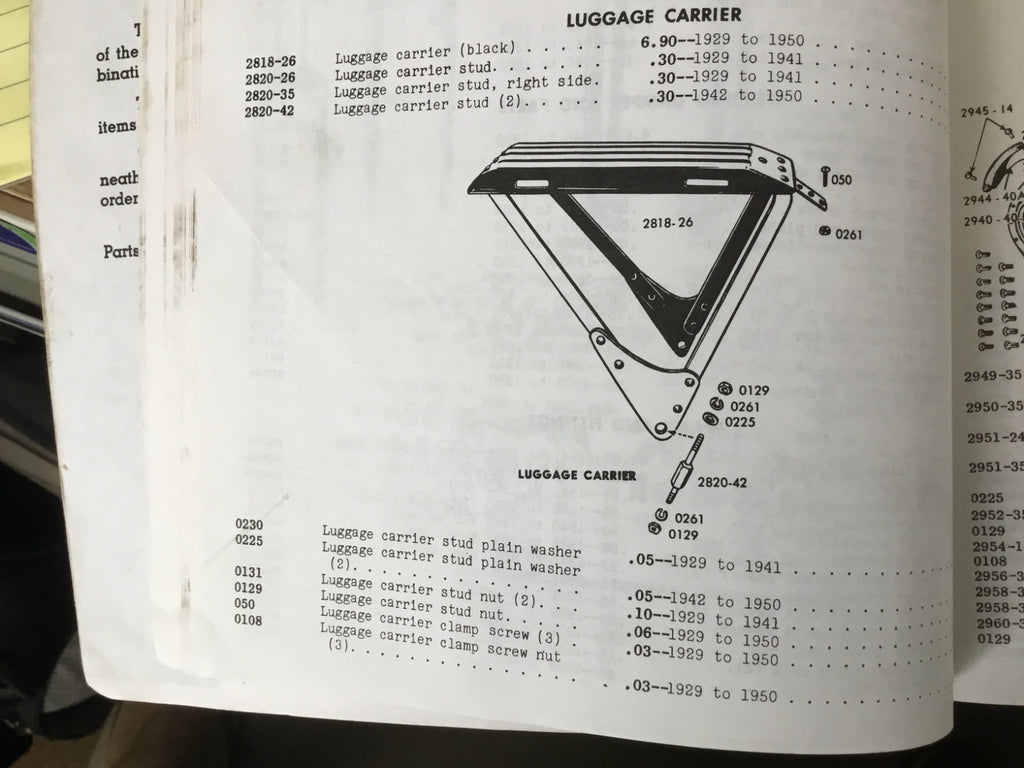 of the
binati
items
neath
order
Parts
LUGGAGE CARRIER
2818-26 Luggage carrier (black) . . . . . 6.90--1929 to 1950 . . . . . . .
2820-26 Luggage carrier stud. . . . . . . .30--1929 to 1941 . . . . . . .
2820-35 Luggage carrier stud, right side. .30--1929 to 1941 . . . . . . .
2820-42 Luggage carrier stud (2). . . . . .30--1942 to 1950 . . . . . . .
050
2818-26
0261
0129
0261
0225
LUGGAGE CARRIER
2820-42
0261
0129
0230 Luggage carrier stud plain washer .05--1929 to 1941 . . . . . . .
0225 Luggage carrier stud plain washer
(2). . . . . . . . . . . . . . .05--1942 to 1950 . . . . . . .
0131 Luggage carrier stud nut (2). . . .10--1929 to 1941 . . . . . . .
0129 Luggage carrier stud nut. . . . . .06--1929 to 1950 . . . . . . .
050 Luggage carrier clamp screw (3) .03--1929 to 1950 . . . . . . .
0108 Luggage carrier clamp screw nut
(3). . . . . . . . . . . . . . .03--1929 to 1950 . . . . . . .
2945-14
2944-40A
2940-40
2949-35
2950-35
2951-24
2951-35
0225
2952-3
0129
2954-1
0108
2956-3
2958-3
2958-3
2960-3
0129